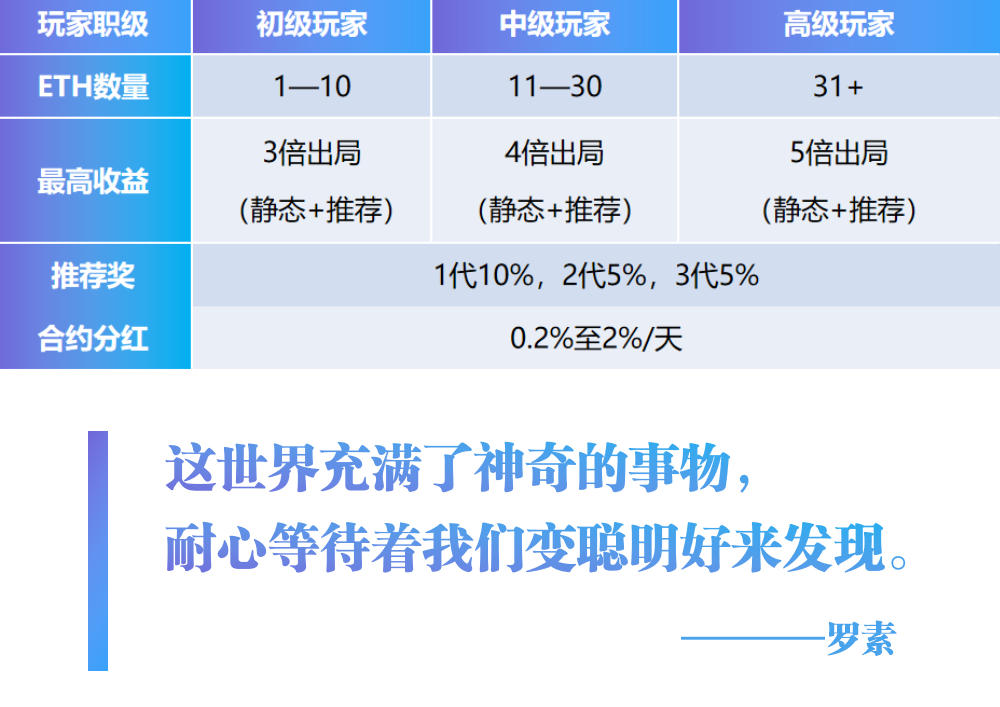 玩家职级 初级玩家 中级玩家 高级玩家
ETH数量 1—10 11—30 31+
最高收益 3倍出局 4倍出局 5倍出局
（静态+推荐） （静态+推荐） （静态+推荐）
推荐奖 1代10%，2代5%，3代5%
合约分红 0.2%至2%/天
这世界充满了神奇的事物，
耐心等待着我们变聪明好来发现。
———罗素